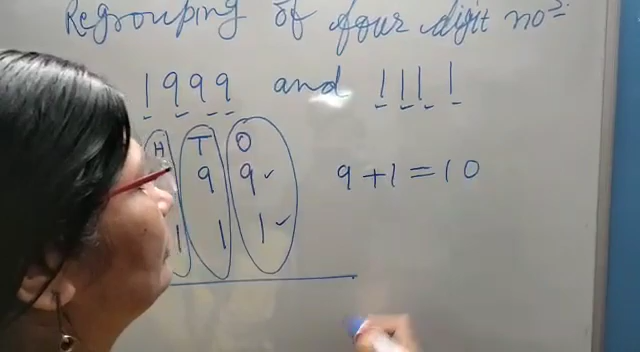 Regrouping of four digit no^s.
1999 and 1111
H T O
9 9 ✓ 9+1=10
1 1 1 ✓